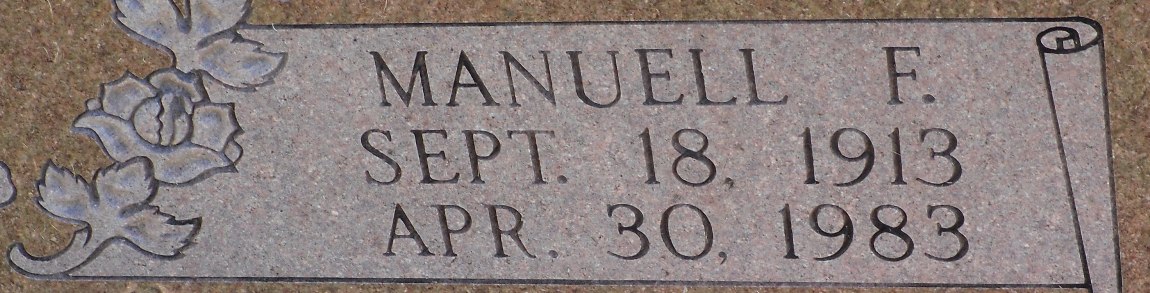 MANUELL F.
SEPT. 18, 1913
APR. 30, 1983